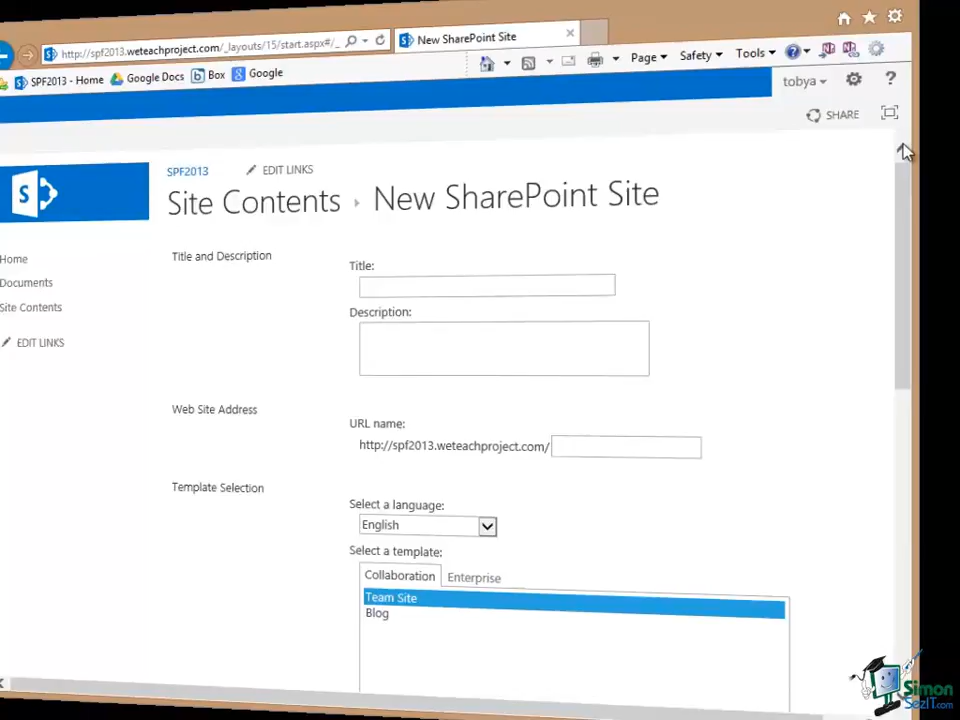 http://spf2013.weteachproject.com/_layouts/15/start.aspx#/_
New SharePoint Site
SPF2013 - Home
Google Docs
Box
Google
Page
Safety
Tools
tobya
SHARE
SPF2013
EDIT LINKS
Site Contents
New SharePoint Site
Home
Documents
Site Contents
EDIT LINKS
Title and Description
Title:
Description:
Web Site Address
URL name:
http://spf2013.weteachproject.com/
Template Selection
Select a language:
English
Select a template:
Collaboration
Enterprise
Team Site
Blog
Simon
SezIT.com